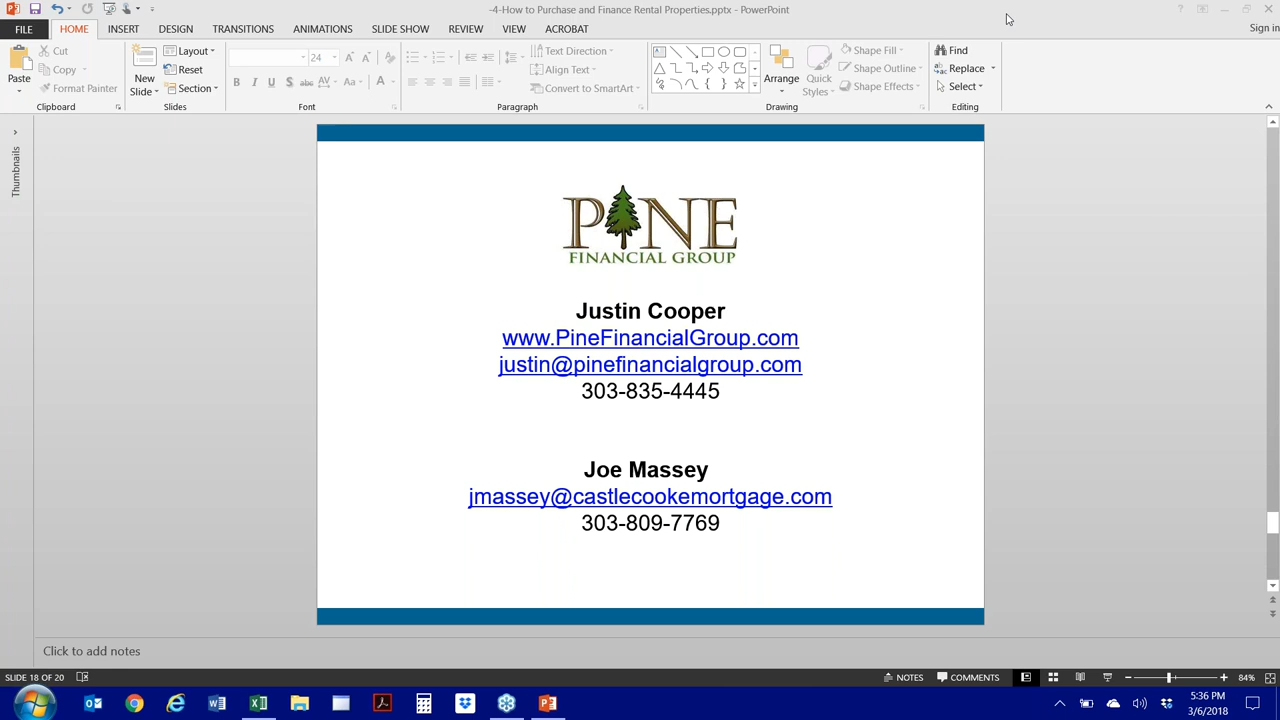 -4-How to Purchase and Finance Rental Properties.pptx - PowerPoint
FILE HOME INSERT DESIGN TRANSITIONS ANIMATIONS SLIDE SHOW REVIEW VIEW ACROBAT Sign in
Paste
Cut
Copy
Format Painter
Clipboard
New Slide
Layout
Reset
Section
Slides
24
B I U S abc AV Aa A
Font
Text Direction
Align Text
Convert to SmartArt
Paragraph
Arrange
Quick Styles
Shape Fill
Shape Outline
Shape Effects
Drawing
Find
Replace
Select
Editing
Thumbnails
PINE
FINANCIAL GROUP
Justin Cooper
www.PineFinancialGroup.com
justin@pinefinancialgroup.com
303-835-4445
Joe Massey
jmassey@castlecookemortgage.com
303-809-7769
Click to add notes
SLIDE 18 OF 20 NOTES COMMENTS 84%
5:36 PM
3/6/2018